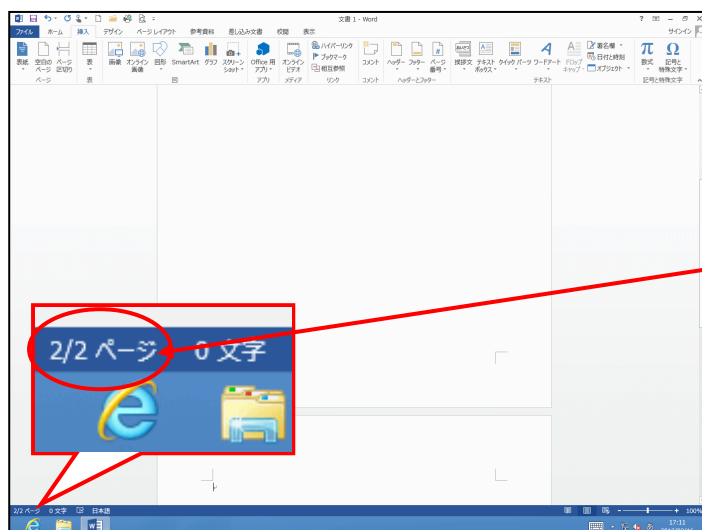 文書 1 - Word
ファイル ホーム 挿入 デザイン ページ レイアウト 参考資料 差し込み文書 校閲 表示 サインイン
表紙 空白の ページ 表 画像 オンライン 図形 SmartArt グラフ スクリーン Office 用 オンライン ハイパーリンク コメント ヘッダー フッター ページ 挨拶文 テキスト クイック パーツ ワードアート ドロップ 署名欄 数式 記号と
ページ 区切り 画像 ショット アプリ ビデオ ブックマーク 番号 ボックス キャップ 日付と時刻 特殊文字
相互参照 オブジェクト
ページ 表 図 アプリ メディア リンク コメント ヘッダーとフッター テキスト 記号と特殊文字
2/2 ページ 0 文字
2/2 ページ 0 文字 日本語 100%
17:11